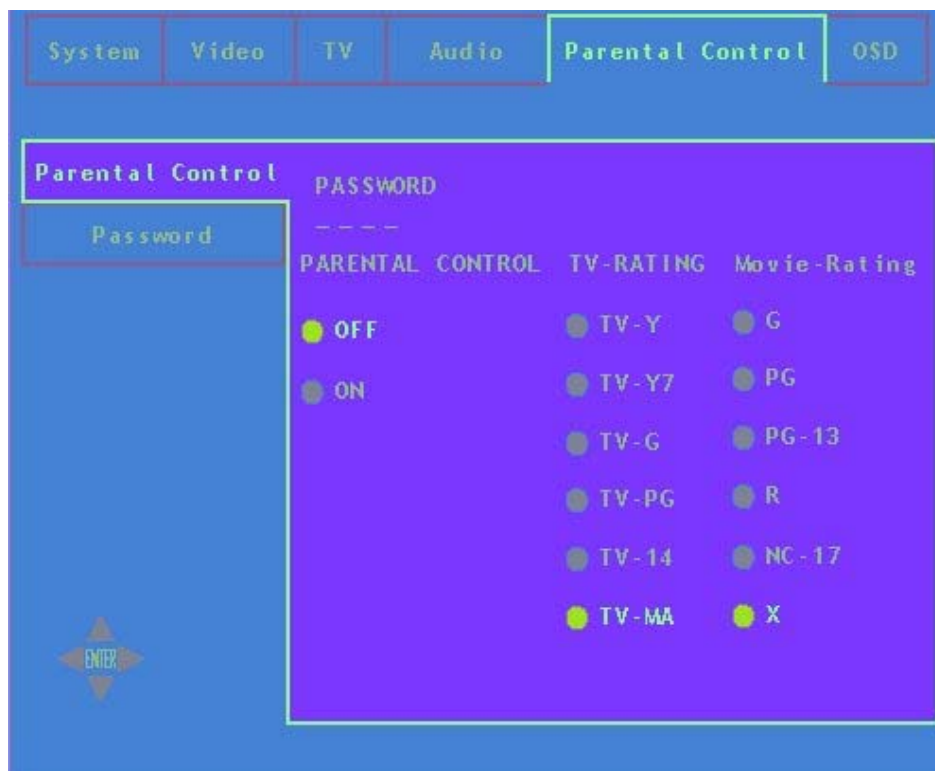 System Video TV Audio Parental Control OSD
Parental Control
Password
PASSWORD
_ _ _ _
PARENTAL CONTROL TV-RATING Movie-Rating
OFF TV-Y G
ON TV-Y7 PG
TV-G PG-13
TV-PG R
TV-14 NC-17
TV-MA X
ENTER